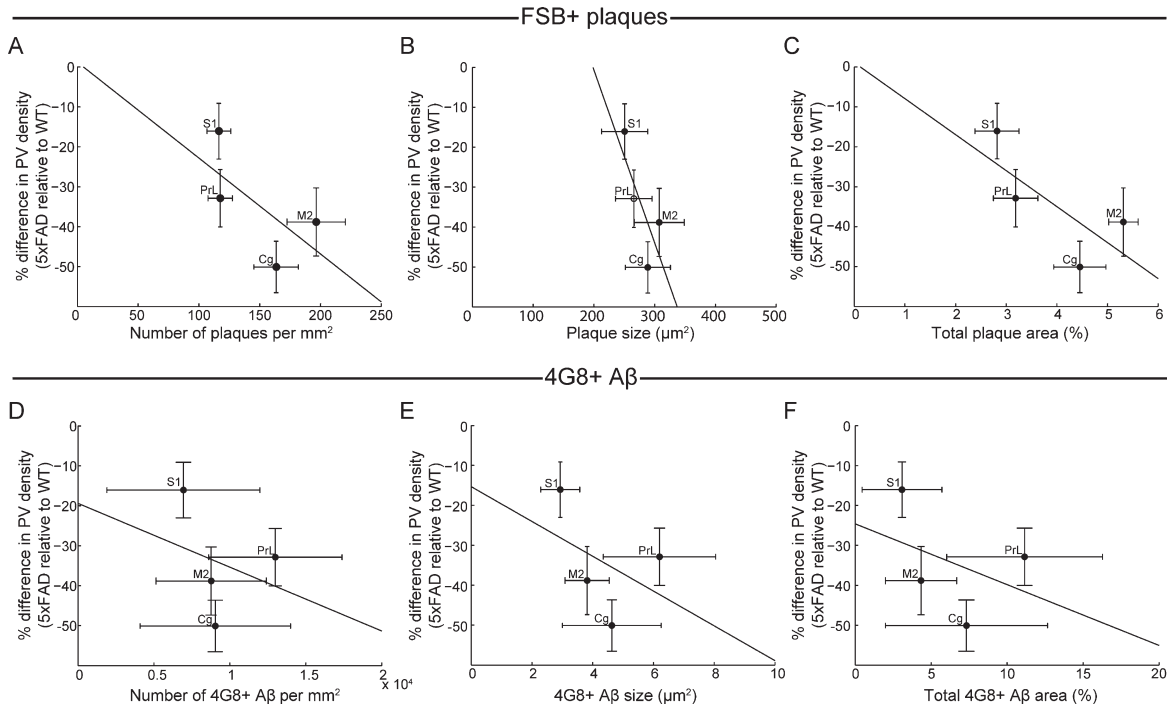 FSB+ plaques
A
% difference in PV density
(5xFAD relative to WT)
0
−10
−20
−30
−40
−50
S1
PrL
M2
Cg
0 50 100 150 200 250
Number of plaques per mm²
B
% difference in PV density
(5xFAD relative to WT)
0
−10
−20
−30
−40
−50
S1
PrL
M2
Cg
0 100 200 300 400 500
Plaque size (µm²)
C
% difference in PV density
(5xFAD relative to WT)
0
−10
−20
−30
−40
−50
S1
PrL
M2
Cg
0 1 2 3 4 5 6
Total plaque area (%)
4G8+ Aβ
D
% difference in PV density
(5xFAD relative to WT)
0
−10
−20
−30
−40
−50
S1
PrL
M2
Cg
0 0.5 1 1.5 2
x 10⁴
Number of 4G8+ Aβ per mm²
E
% difference in PV density
(5xFAD relative to WT)
0
−10
−20
−30
−40
−50
S1
PrL
M2
Cg
0 2 4 6 8 10
4G8+ Aβ size (µm²)
F
% difference in PV density
(5xFAD relative to WT)
0
−10
−20
−30
−40
−50
S1
PrL
M2
Cg
0 5 10 15 20
Total 4G8+ Aβ area (%)